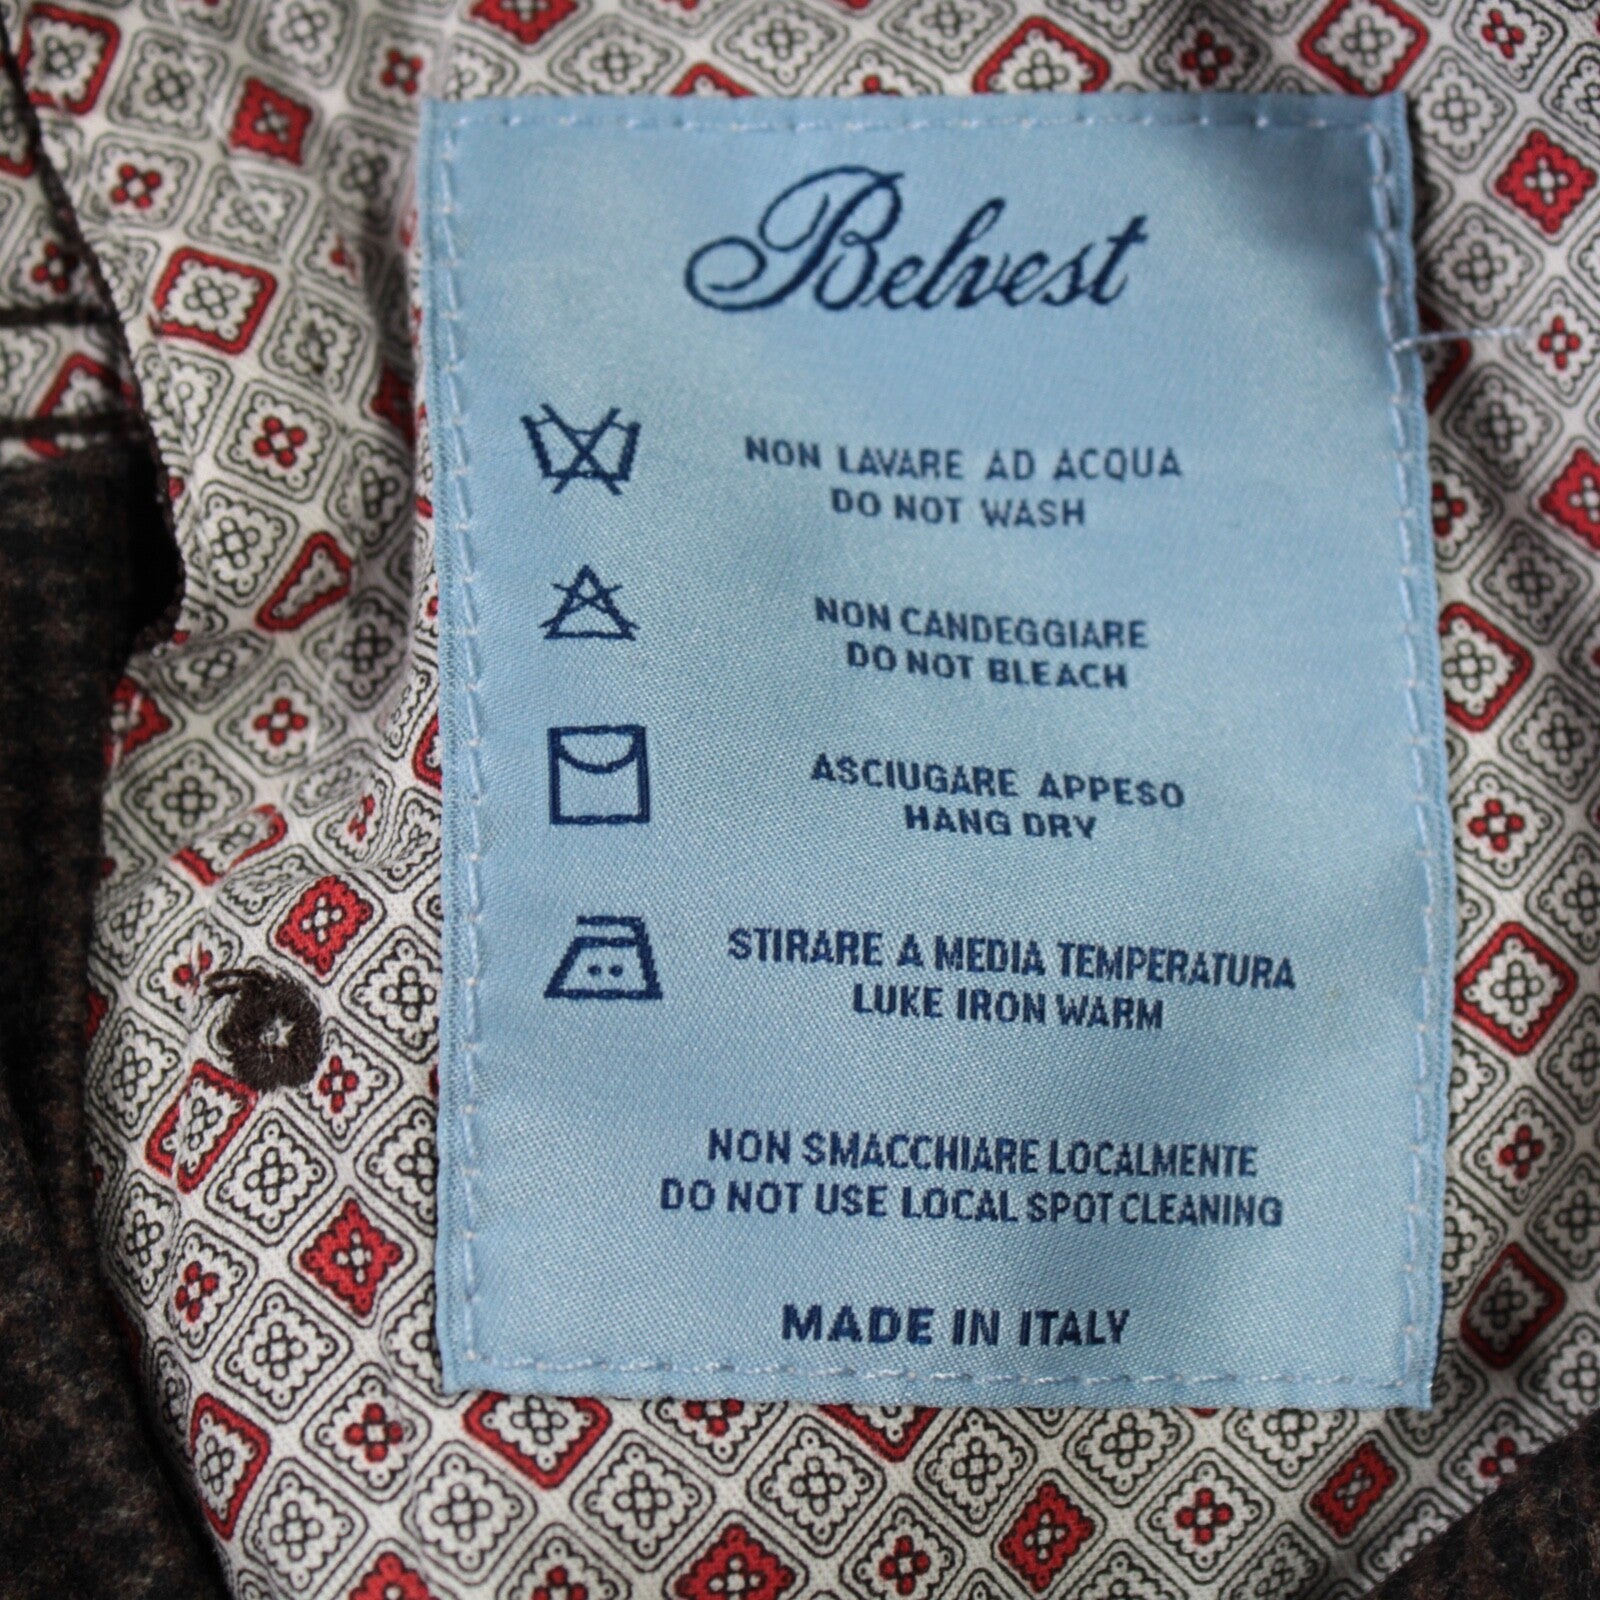 Belvest
NON LAVARE AD ACQUA
DO NOT WASH
NON CANDEGGIARE
DO NOT BLEACH
ASCIUGARE APPESO
HANG DRY
STIRARE A MEDIA TEMPERATURA
LUKE IRON WARM
NON SMACCHIARE LOCALMENTE
DO NOT USE LOCAL SPOT CLEANING
MADE IN ITALY